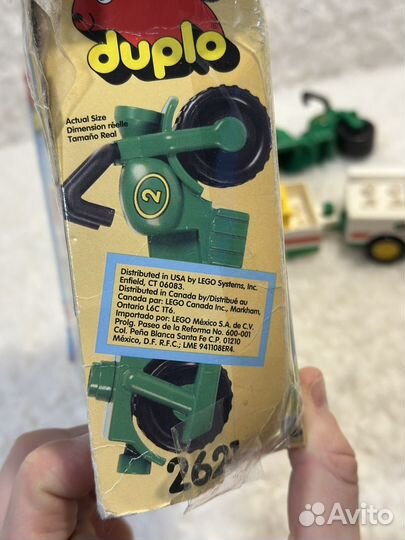 duplo
Actual Size
Dimension réelle
Tamaño Real
2
Distributed in USA by LEGO Systems, Inc.
Enfield, CT 06083.
Distributed in Canada by/Distribué au
Canada par: LEGO Canada Inc., Markham,
Ontario L6C 1T6.
Importado por: LEGO México S.A. de C.V.
Prolg. Paseo de la Reforma No. 600-001
Col. Peña Blanca Santa Fe C.P. 01210
México, D.F. R.F.C.; LME 941108ER4.
Avito